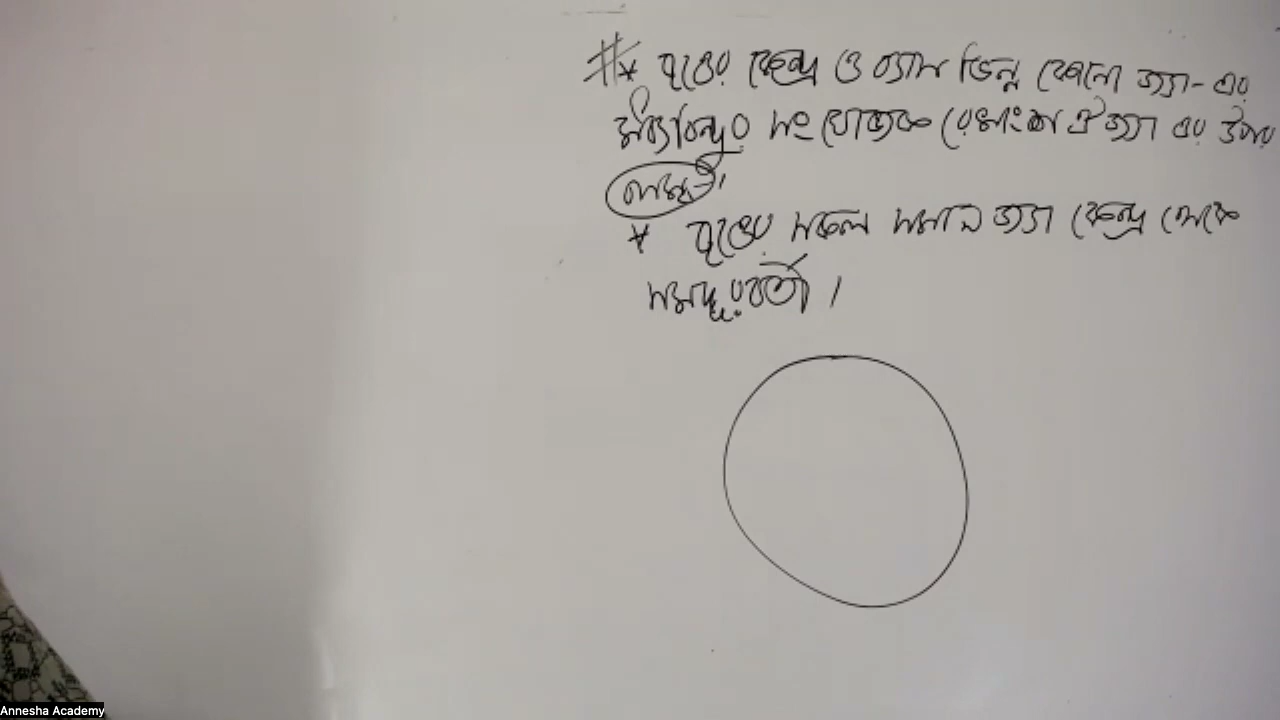 #* বৃত্তের কেন্দ্র ও ব্যাস ভিন্ন কোনো জ্যা-এর
মধ্যবিন্দুর সংযোজক রেখাংশ ঐ জ্যা এর উপর
লম্ব।
* বৃত্তের সকল সমান জ্যা কেন্দ্র থেকে
সমদূরবর্তী।
Annesha Academy